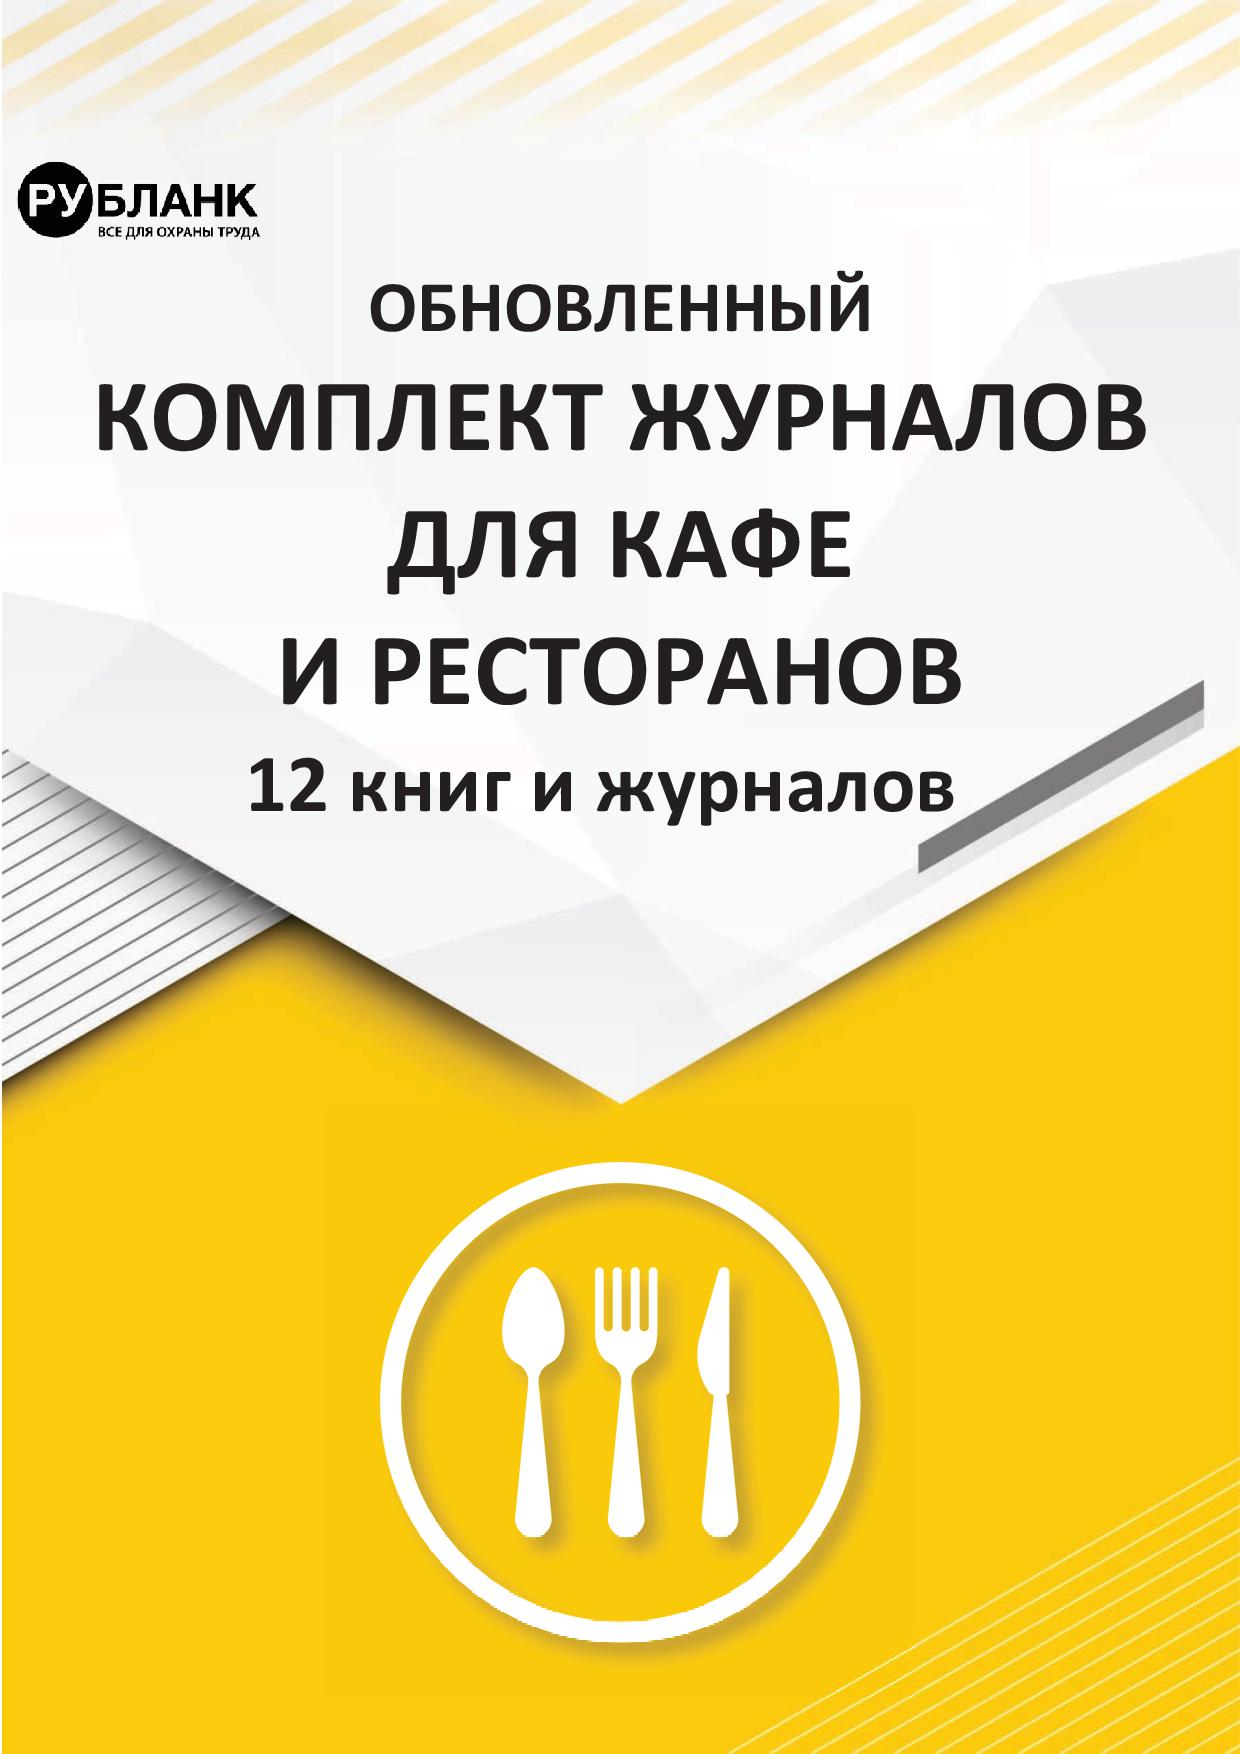 РУБЛАНК
ВСЕ ДЛЯ ОХРАНЫ ТРУДА
ОБНОВЛЕННЫЙ
КОМПЛЕКТ ЖУРНАЛОВ
ДЛЯ КАФЕ
И РЕСТОРАНОВ
12 книг и журналов